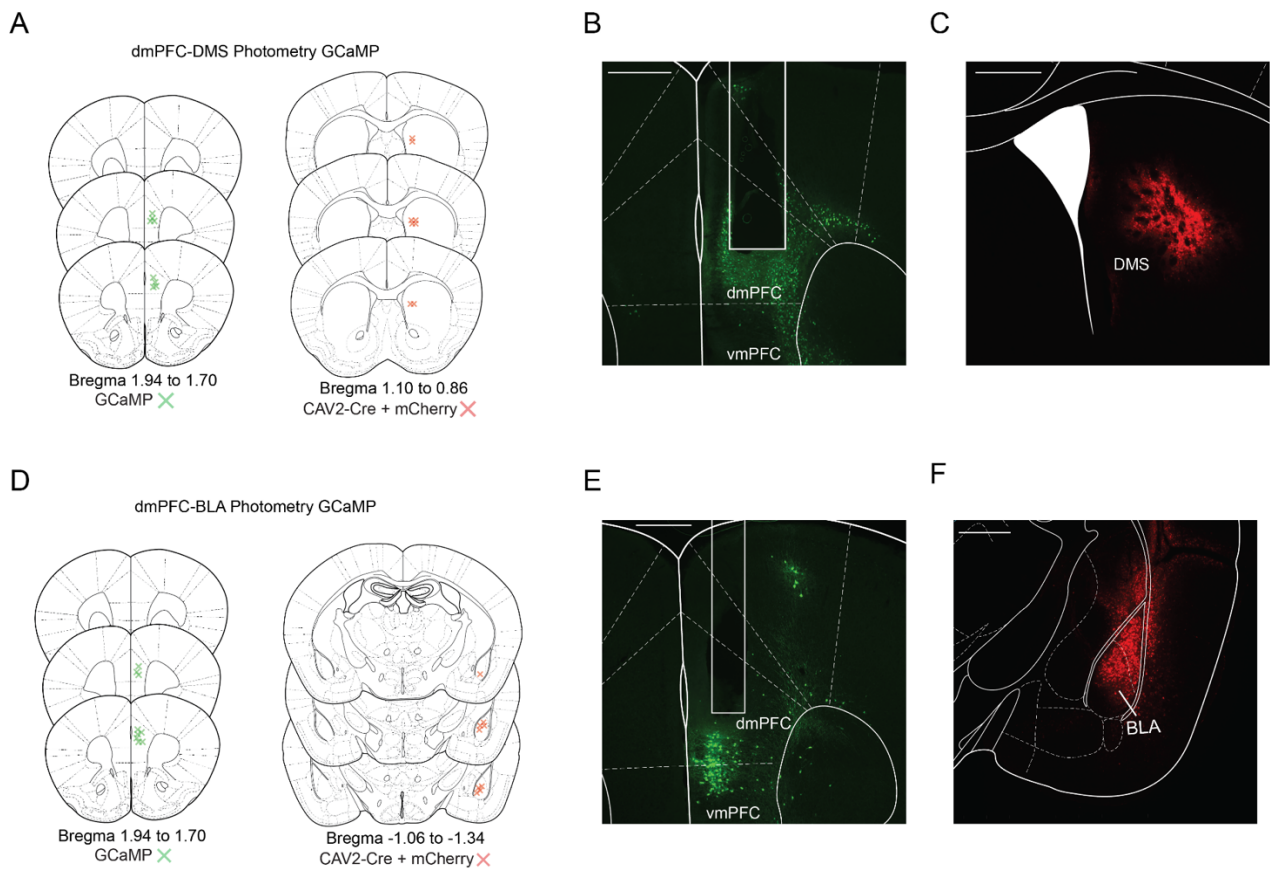 A
dmPFC-DMS Photometry GCaMP
Bregma 1.94 to 1.70
GCaMP
Bregma 1.10 to 0.86
CAV2-Cre + mCherry
B
dmPFC
vmPFC
C
DMS
D
dmPFC-BLA Photometry GCaMP
Bregma 1.94 to 1.70
GCaMP
Bregma -1.06 to -1.34
CAV2-Cre + mCherry
E
dmPFC
vmPFC
F
BLA